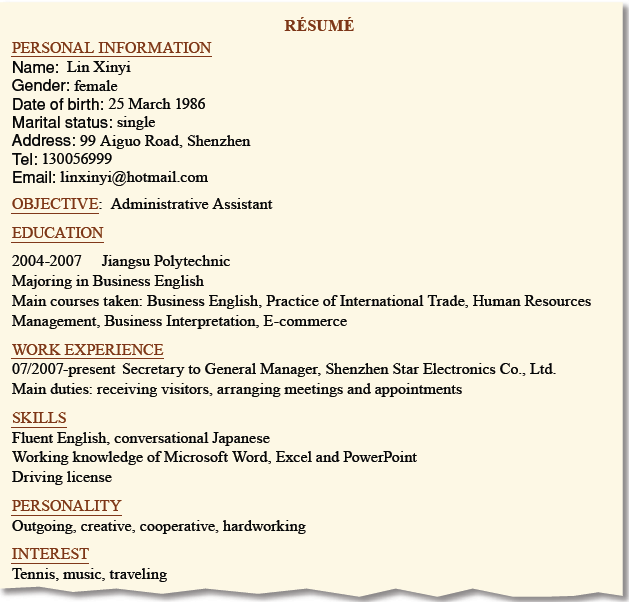 RÉSUMÉ
PERSONAL INFORMATION
Name: Lin Xinyi
Gender: female
Date of birth: 25 March 1986
Marital status: single
Address: 99 Aiguo Road, Shenzhen
Tel: 130056999
Email: linxinyi@hotmail.com
OBJECTIVE: Administrative Assistant
EDUCATION
2004-2007 Jiangsu Polytechnic
Majoring in Business English
Main courses taken: Business English, Practice of International Trade, Human Resources
Management, Business Interpretation, E-commerce
WORK EXPERIENCE
07/2007-present Secretary to General Manager, Shenzhen Star Electronics Co., Ltd.
Main duties: receiving visitors, arranging meetings and appointments
SKILLS
Fluent English, conversational Japanese
Working knowledge of Microsoft Word, Excel and PowerPoint
Driving license
PERSONALITY
Outgoing, creative, cooperative, hardworking
INTEREST
Tennis, music, traveling